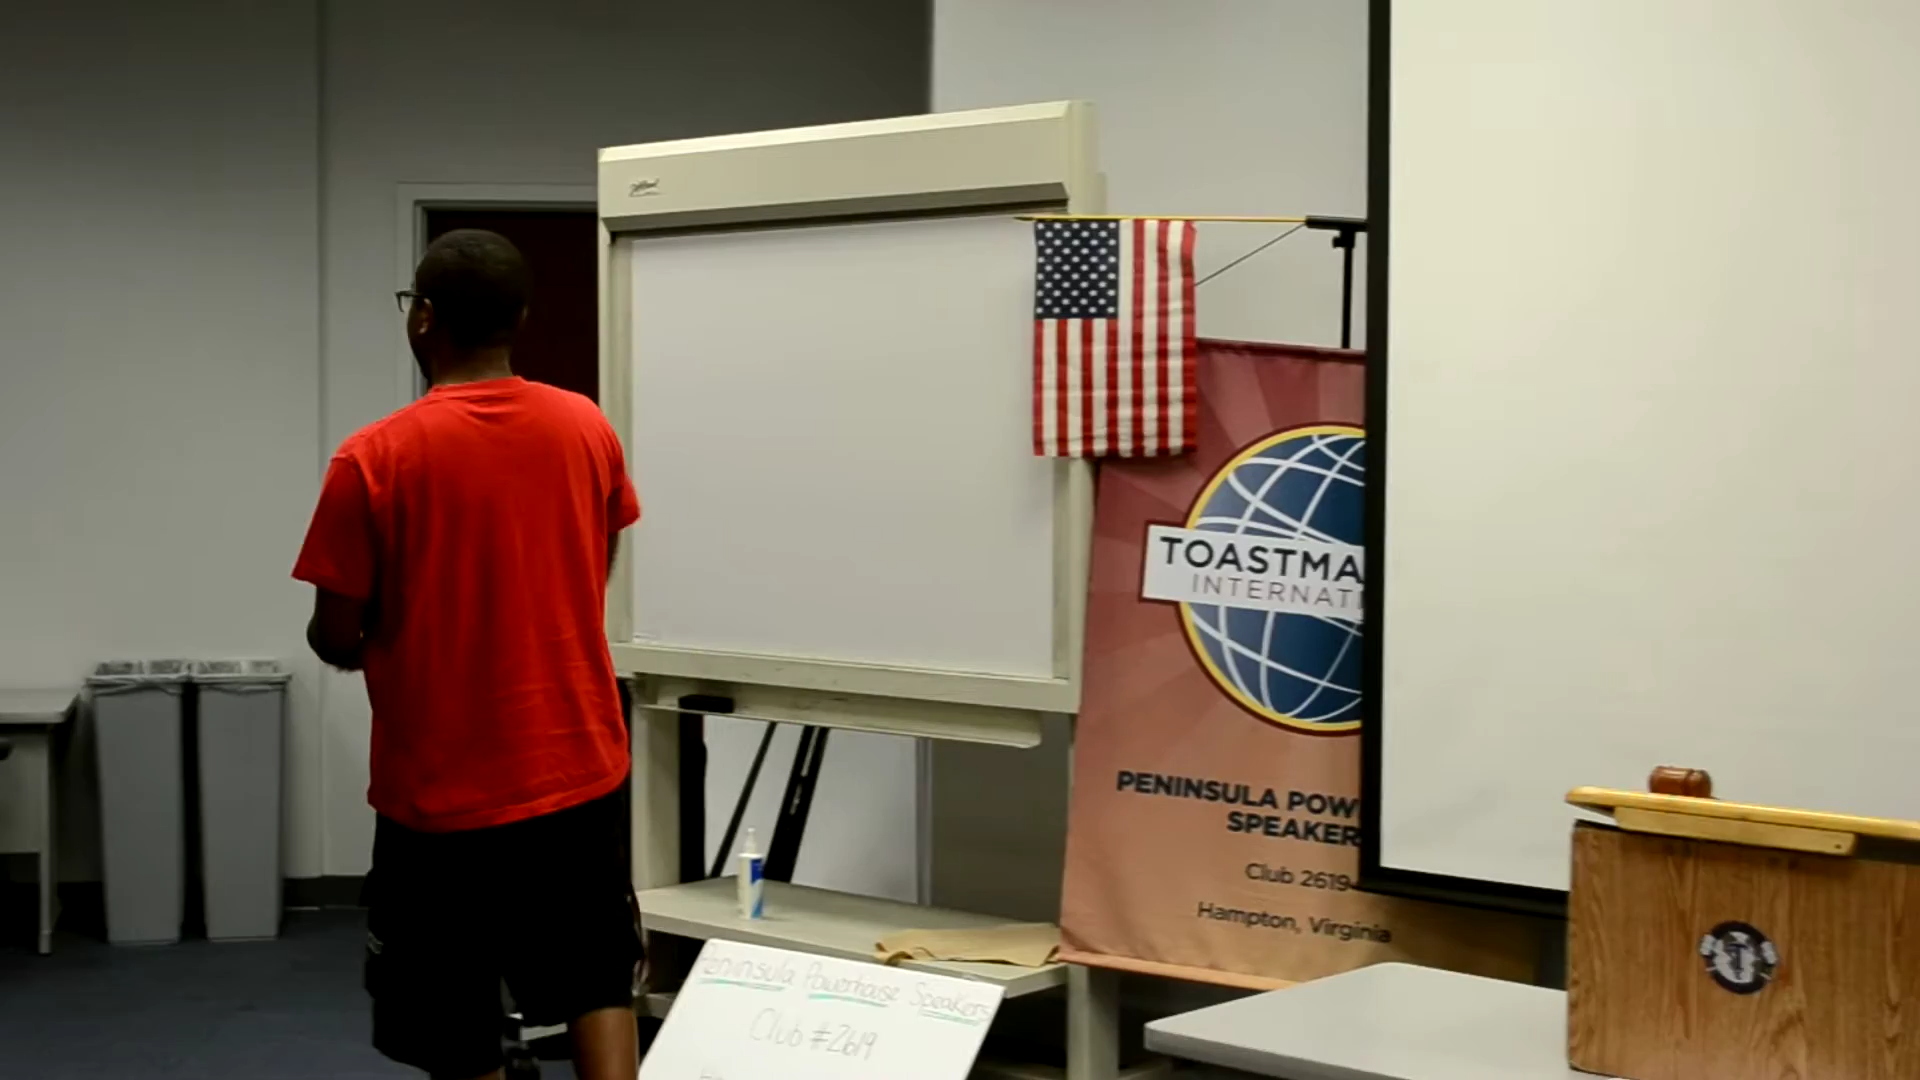 TOASTMA
INTERNATI
PENINSULA POW
SPEAKER
Club 2619
Hampton, Virginia
Peninsula Powerhouse Speakers
Club #2619